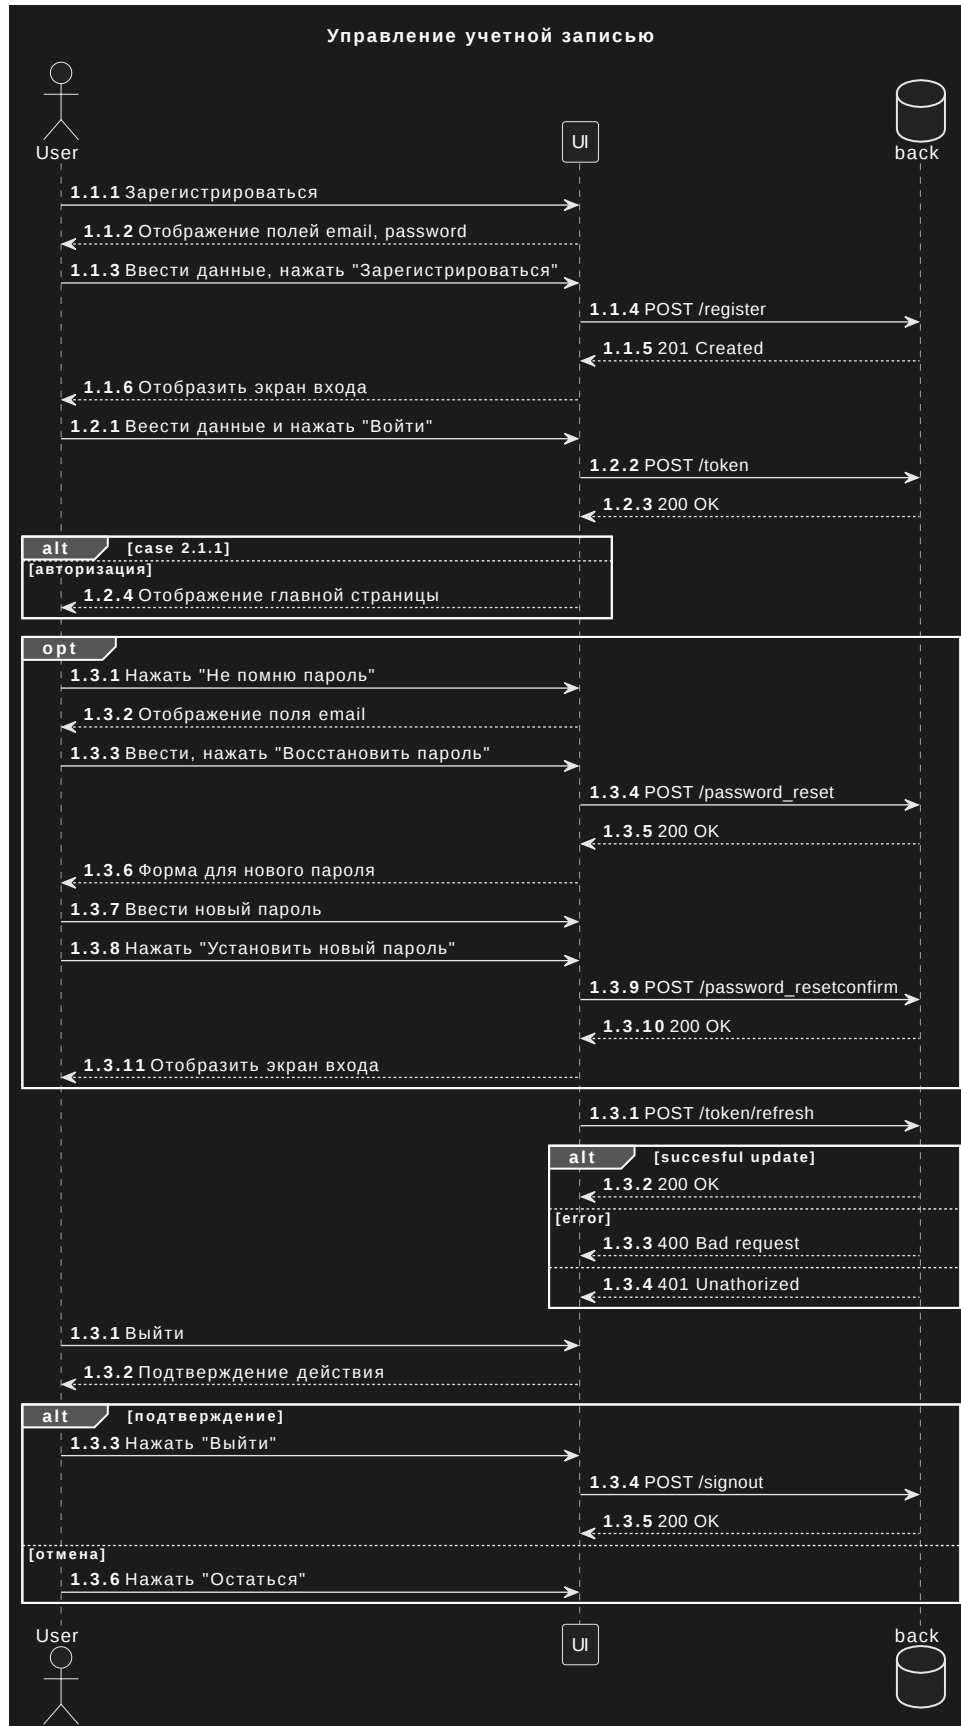 Управление учетной записью
User
UI
back
1.1.1 Зарегистрироваться
1.1.2 Отображение полей email, password
1.1.3 Ввести данные, нажать "Зарегистрироваться"
1.1.4 POST /register
1.1.5 201 Created
1.1.6 Отобразить экран входа
1.2.1 Веести данные и нажать "Войти"
1.2.2 POST /token
1.2.3 200 OK
alt [case 2.1.1]
[авторизация]
1.2.4 Отображение главной страницы
opt
1.3.1 Нажать "Не помню пароль"
1.3.2 Отображение поля email
1.3.3 Ввести, нажать "Восстановить пароль"
1.3.4 POST /password_reset
1.3.5 200 OK
1.3.6 Форма для нового пароля
1.3.7 Ввести новый пароль
1.3.8 Нажать "Установить новый пароль"
1.3.9 POST /password_resetconfirm
1.3.10 200 OK
1.3.11 Отобразить экран входа
1.3.1 POST /token/refresh
alt [succesful update]
1.3.2 200 OK
[error]
1.3.3 400 Bad request
1.3.4 401 Unathorized
1.3.1 Выйти
1.3.2 Подтверждение действия
alt [подтверждение]
1.3.3 Нажать "Выйти"
1.3.4 POST /signout
1.3.5 200 OK
[отмена]
1.3.6 Нажать "Остаться"
User
UI
back